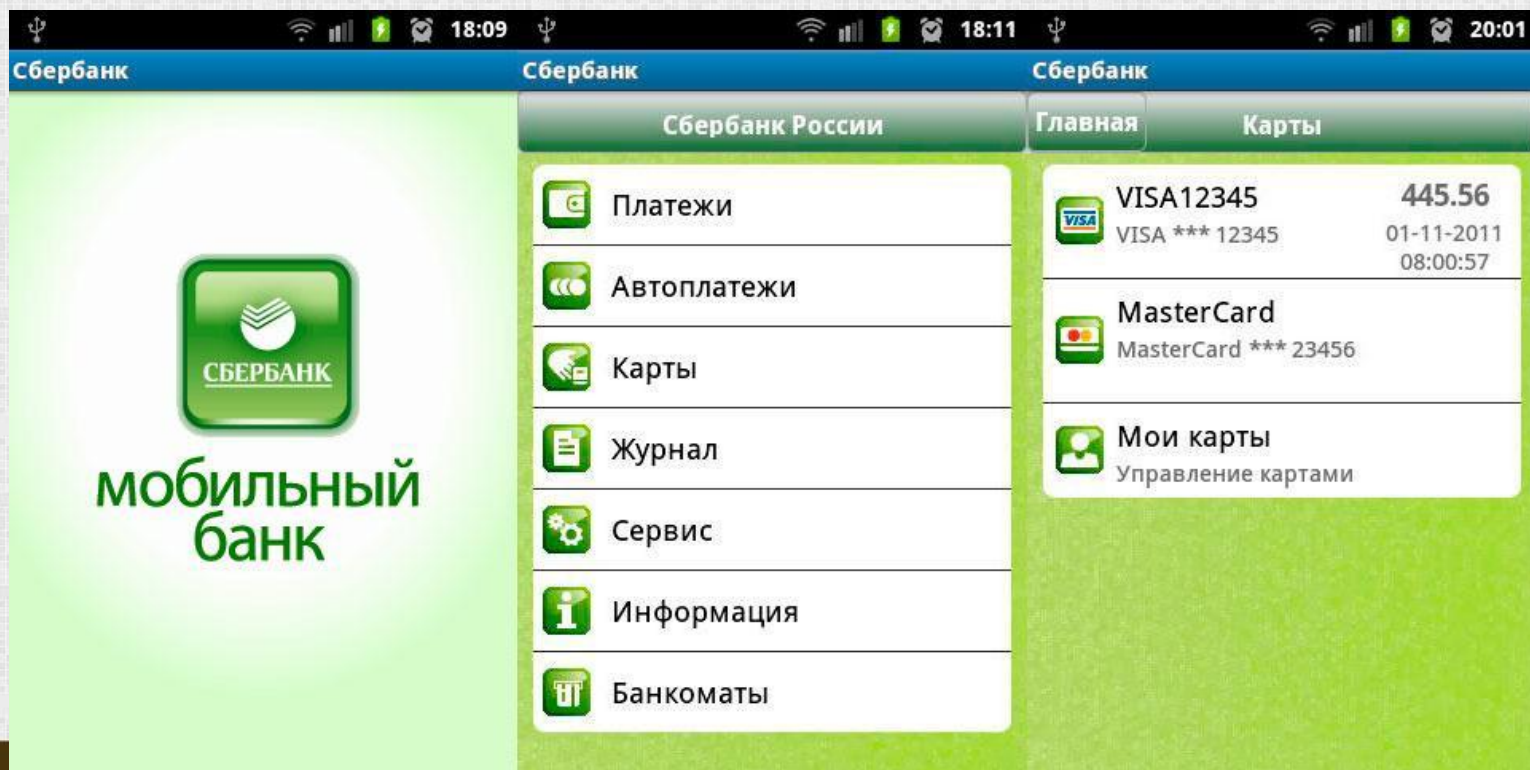 18:09
Сбербанк
СБЕРБАНК
мобильный
банк
18:11
Сбербанк
Сбербанк России
Платежи
Автоплатежи
Карты
Журнал
Сервис
Информация
Банкоматы
20:01
Сбербанк
Главная Карты
VISA
VISA12345 445.56
VISA *** 12345 01-11-2011
08:00:57
MasterCard
MasterCard *** 23456
Мои карты
Управление картами